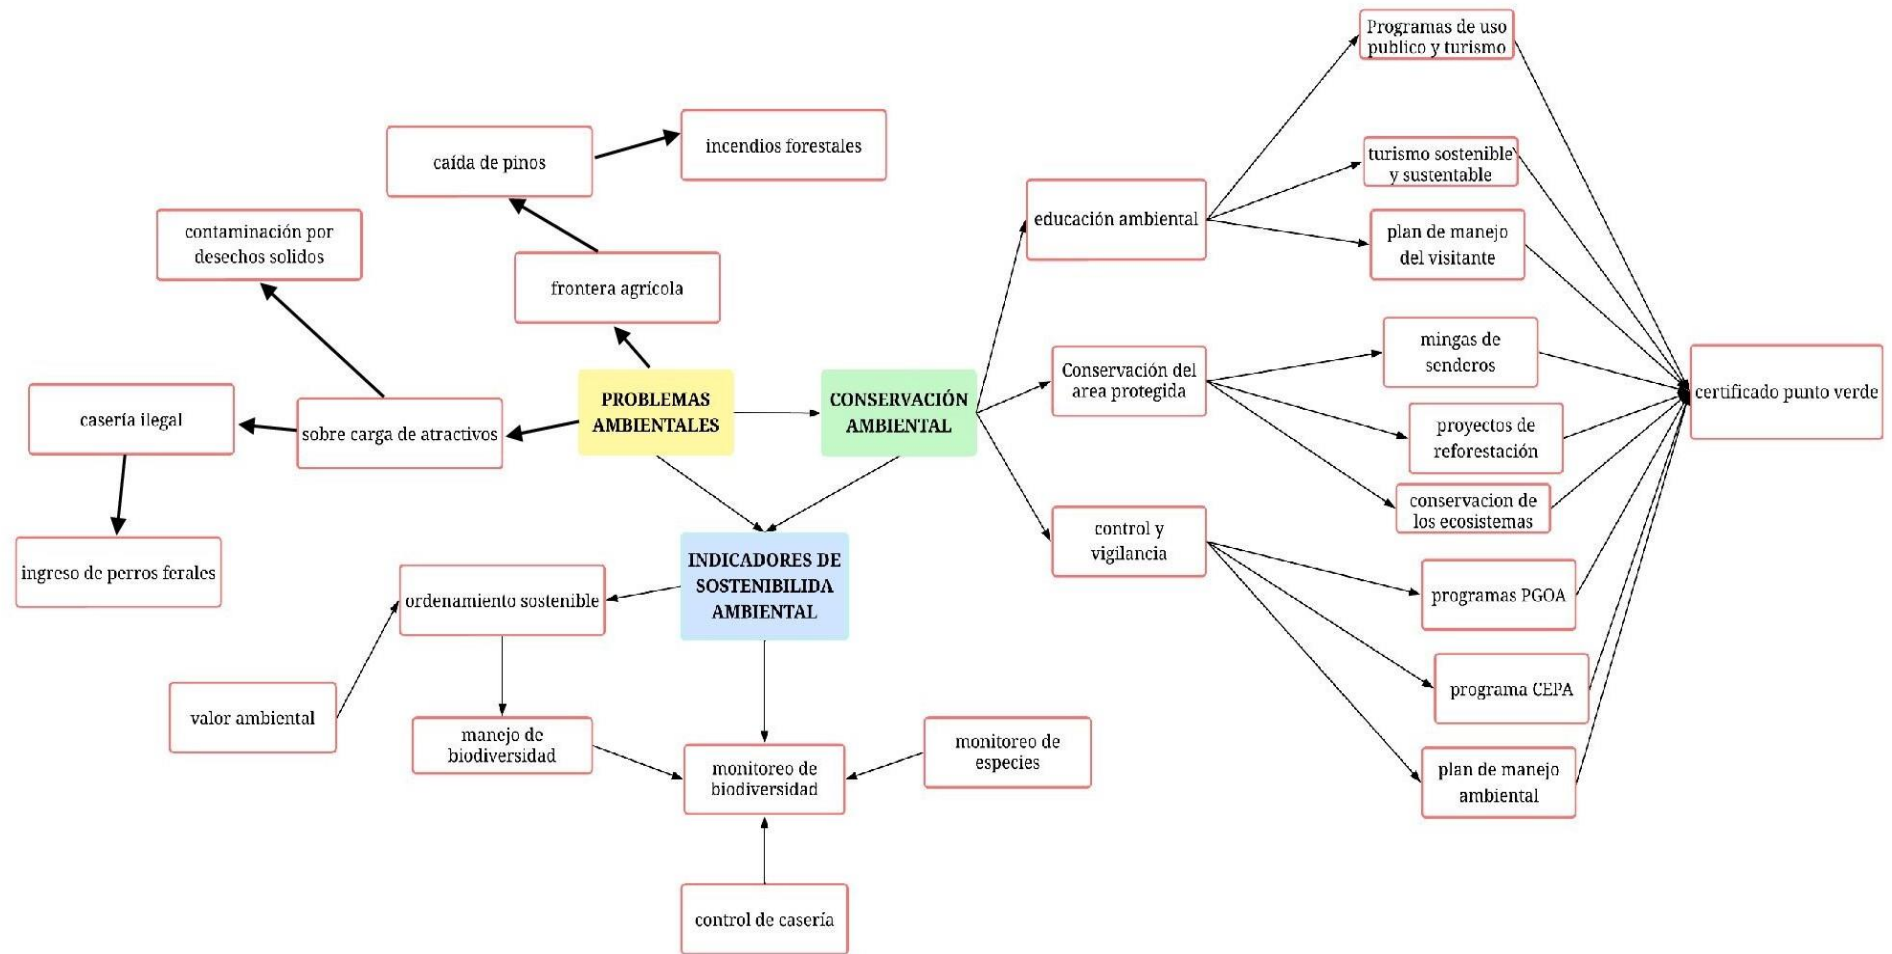 Programas de uso
publico y turismo
incendios forestales
caída de pinos
turismo sostenible
y sustentable
educación ambiental
contaminación por
desechos solidos
plan de manejo
del visitante
frontera agrícola
mingas de
senderos
Conservación del
area protegida
certificado punto verde
PROBLEMAS
AMBIENTALES
CONSERVACIÓN
AMBIENTAL
casería ilegal
sobre carga de atractivos
proyectos de
reforestación
conservacion de
los ecosistemas
control y
vigilancia
ingreso de perros ferales
INDICADORES DE
SOSTENIBILIDA
AMBIENTAL
ordenamiento sostenible
programas PGOA
programa CEPA
valor ambiental
manejo de
biodiversidad
monitoreo de
especies
monitoreo de
biodiversidad
plan de manejo
ambiental
control de casería